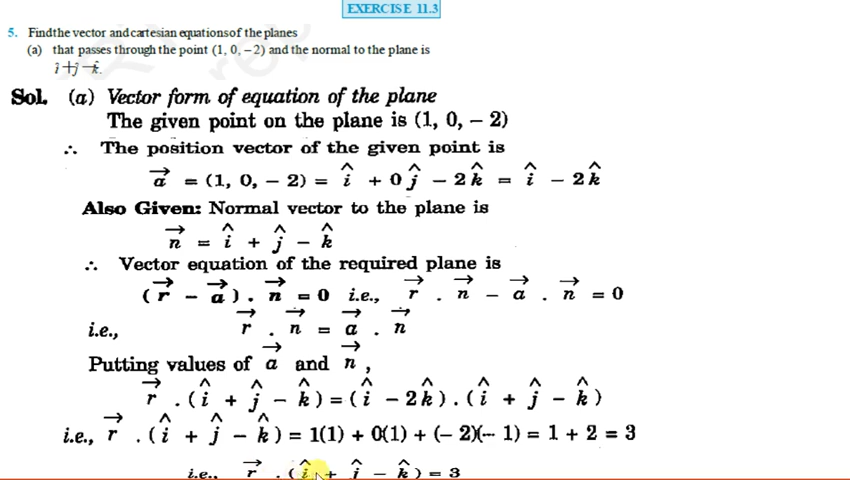 EXERCISE 11.3
5. Findthe vector and cartesian equationsof the planes
(a) that passes through the point (1, 0, – 2) and the normal to the plane is
î + ĵ – k̂.
Sol. (a) Vector form of equation of the plane
The given point on the plane is (1, 0, – 2)
∴ The position vector of the given point is
a⃗ = (1, 0, – 2) = î + 0ĵ – 2k̂ = î – 2k̂
Also Given: Normal vector to the plane is
n⃗ = î + ĵ – k̂
∴ Vector equation of the required plane is
(r⃗ – a⃗) . n⃗ = 0 i.e., r⃗ . n⃗ – a⃗ . n⃗ = 0
i.e., r⃗ . n⃗ = a⃗ . n⃗
Putting values of a⃗ and n⃗,
r⃗ . (î + ĵ – k̂) = (î – 2k̂) . (î + ĵ – k̂)
i.e., r⃗ . (î + ĵ – k̂) = 1(1) + 0(1) + (– 2)(– 1) = 1 + 2 = 3
i.e., r⃗ . (î + ĵ – k̂) = 3